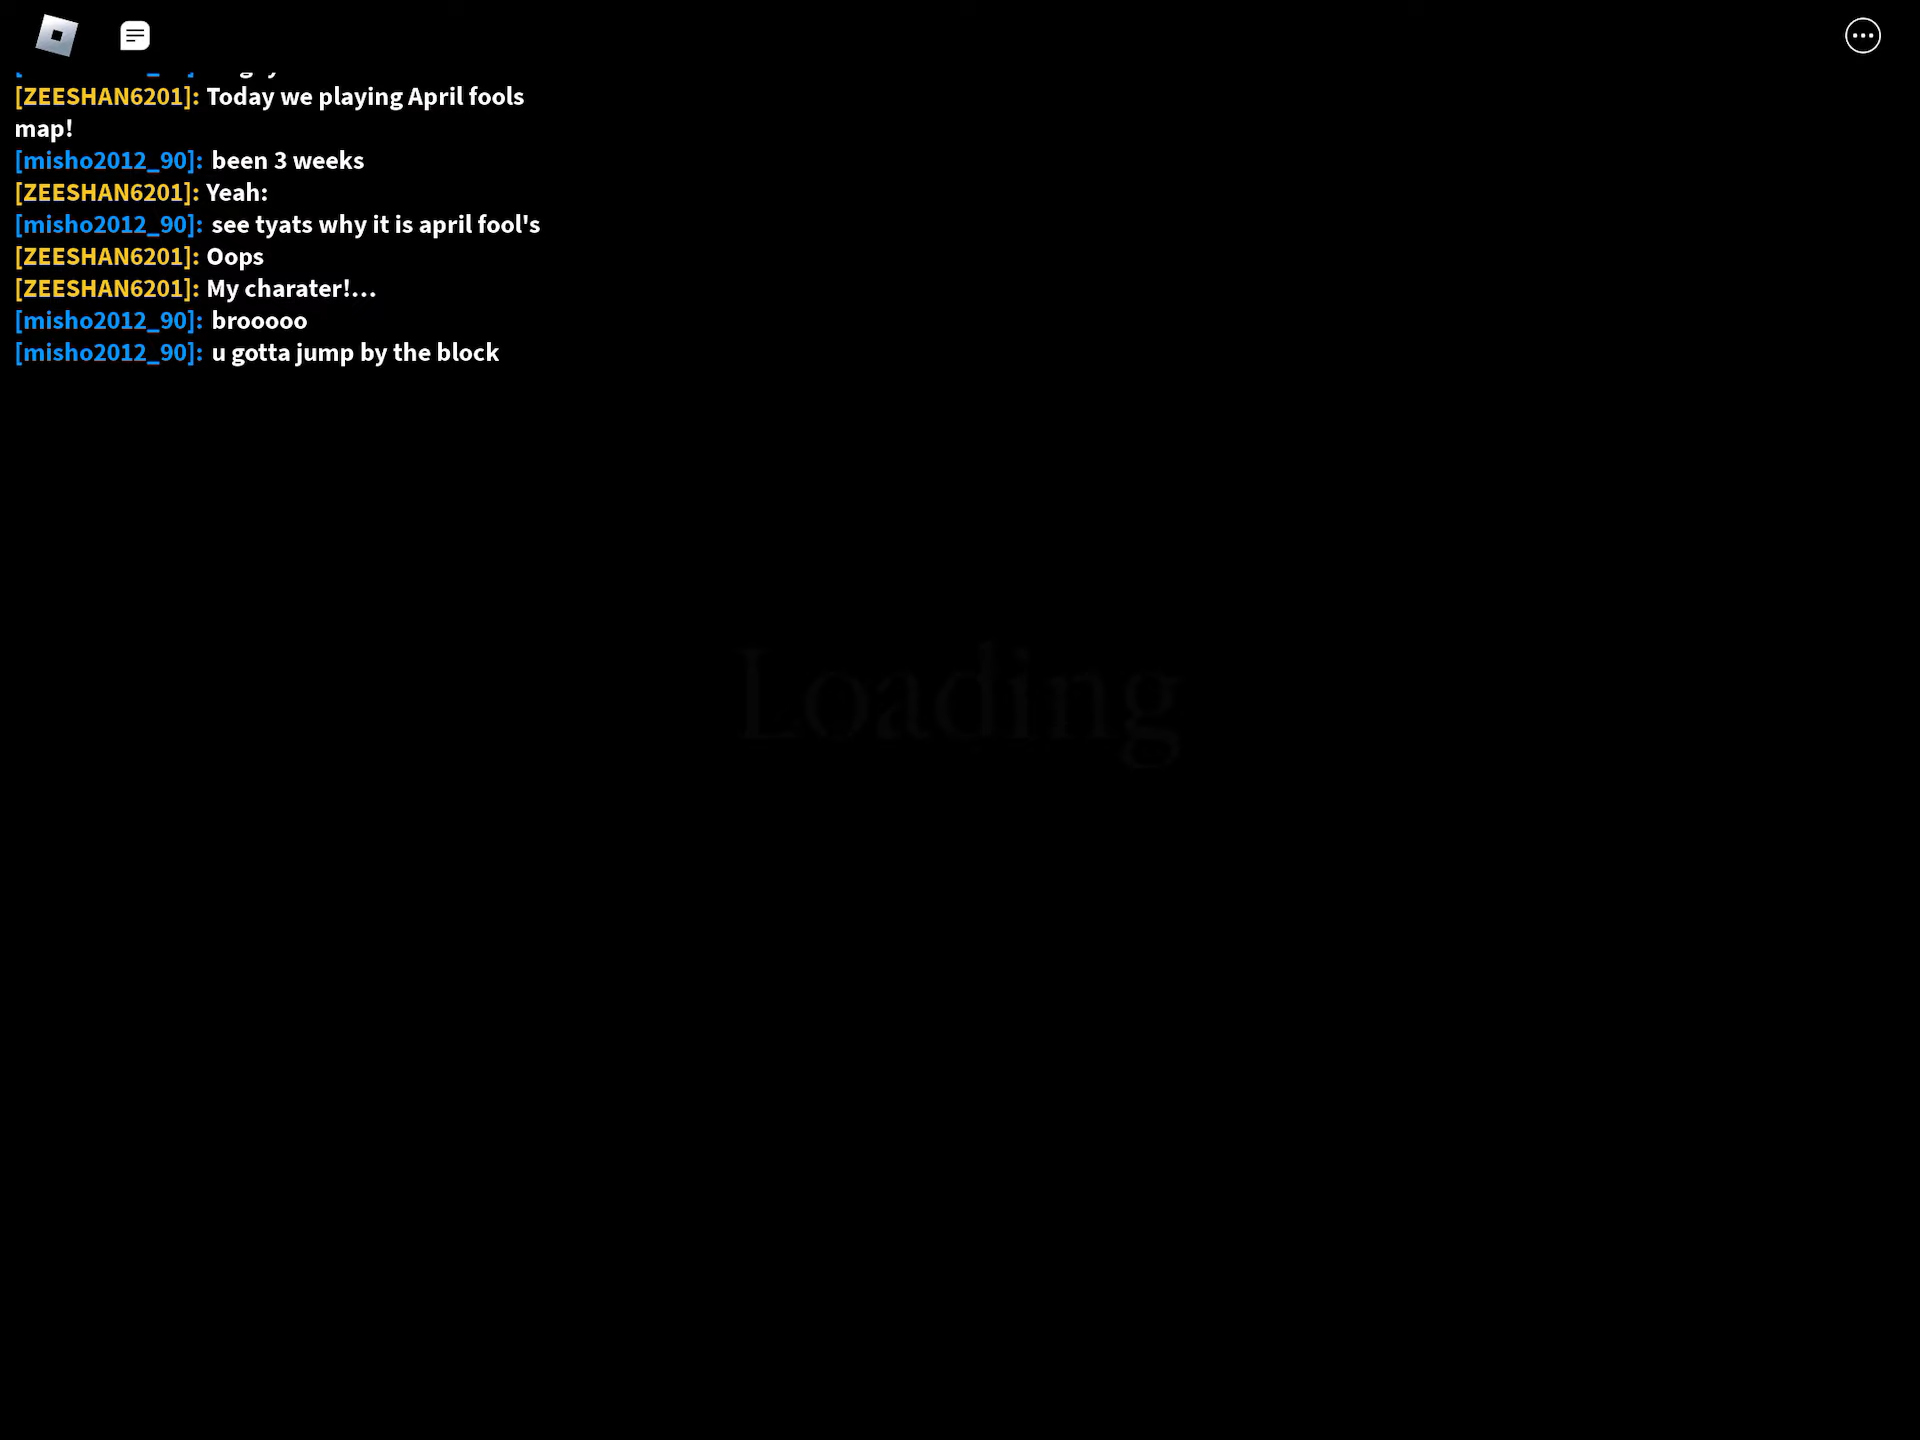 [ZEESHAN6201]: Today we playing April fools
map!
[misho2012_90]: been 3 weeks
[ZEESHAN6201]: Yeah:
[misho2012_90]: see tyats why it is april fool's
[ZEESHAN6201]: Oops
[ZEESHAN6201]: My charater!...
[misho2012_90]: brooooo
[misho2012_90]: u gotta jump by the block
Loading